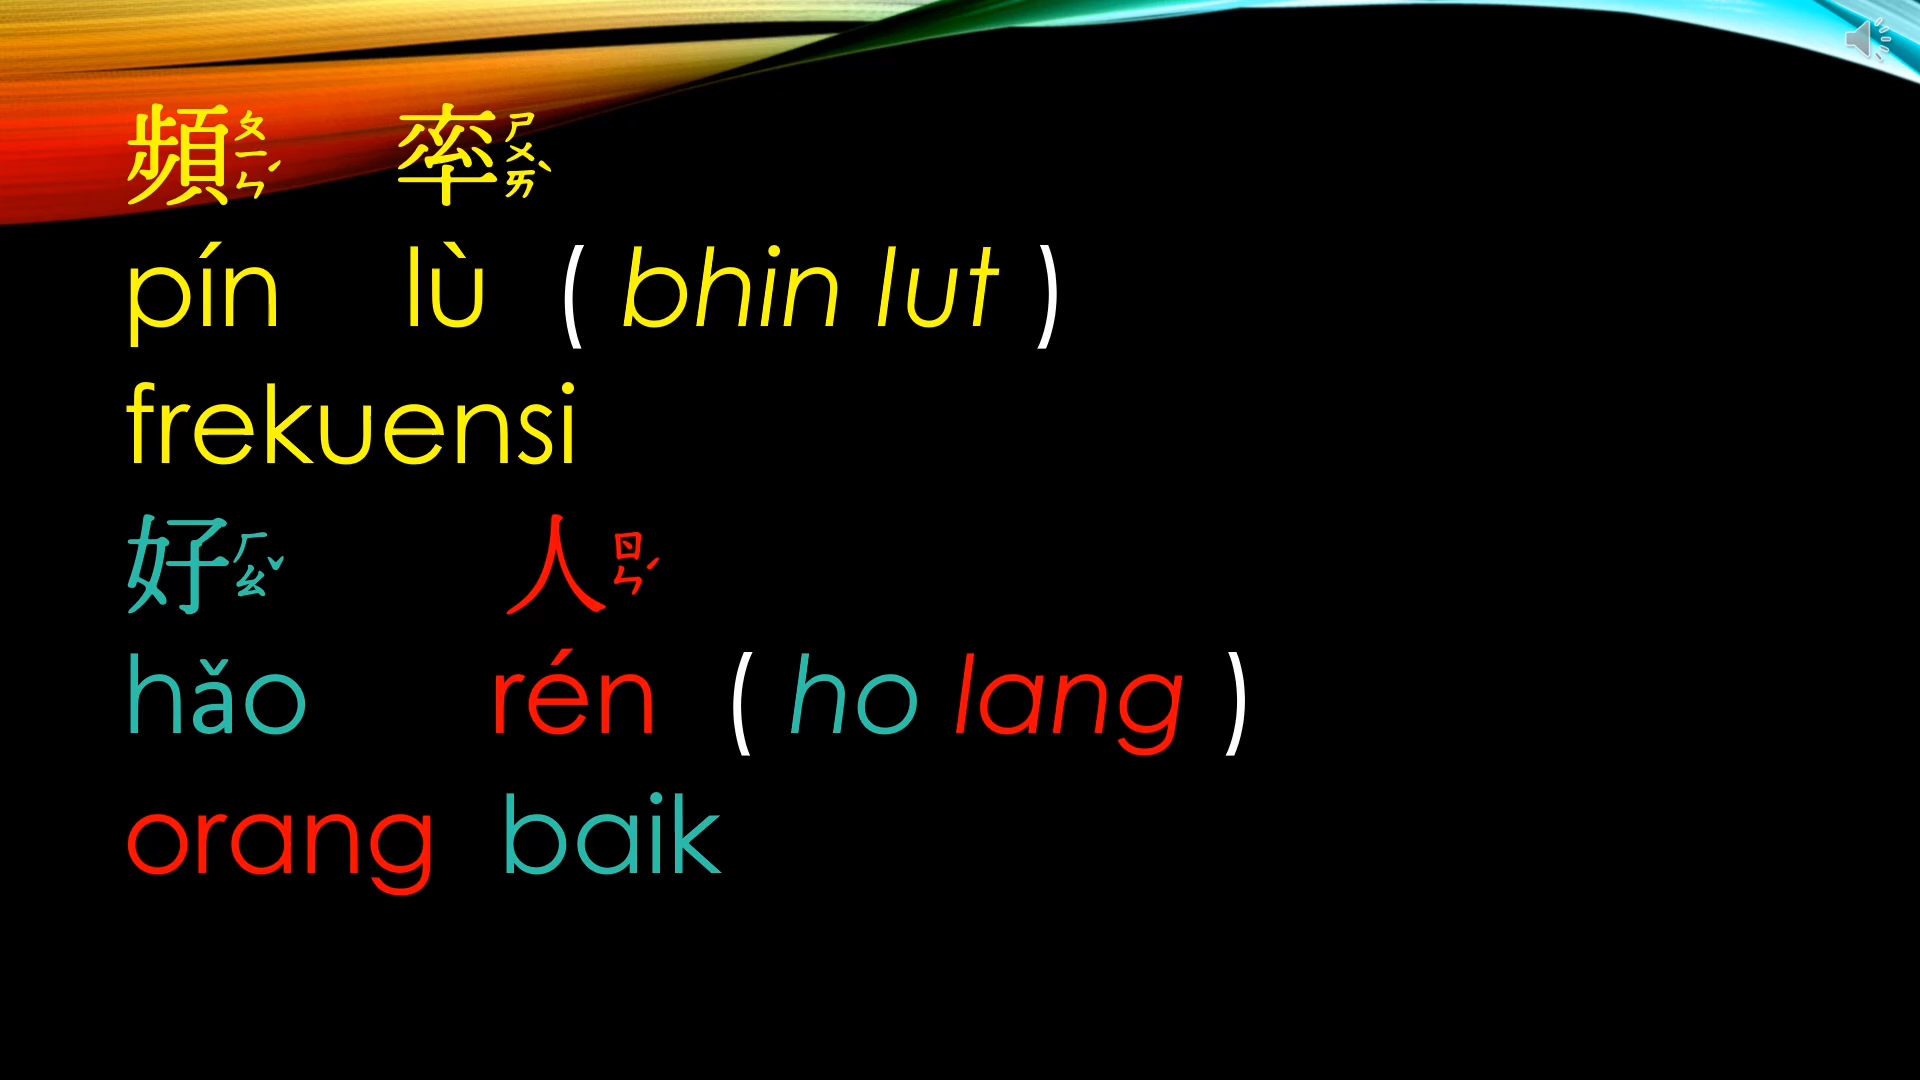 頻ㄆㄧㄣˊ 率ㄕㄨㄞˋ
pín lù ( bhin lut )
frekuensi
好ㄏㄠˇ 人ㄖㄣˊ
hǎo rén ( ho lang )
orang baik